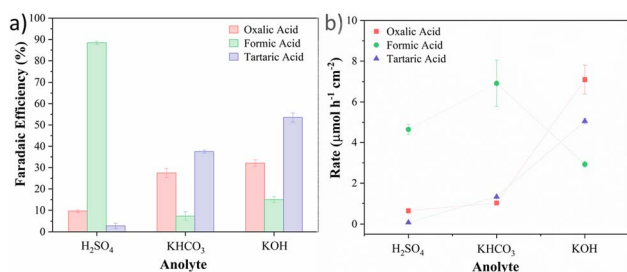 a)
100
90
80
70
60
50
40
30
20
10
0
Faradaic Efficiency (%)
Oxalic Acid
Formic Acid
Tartaric Acid
H₂SO₄
KHCO₃
KOH
Anolyte
b)
10
8
6
4
2
0
Rate (μmol h⁻¹ cm⁻²)
Oxalic Acid
Formic Acid
Tartaric Acid
H₂SO₄
KHCO₃
KOH
Anolyte